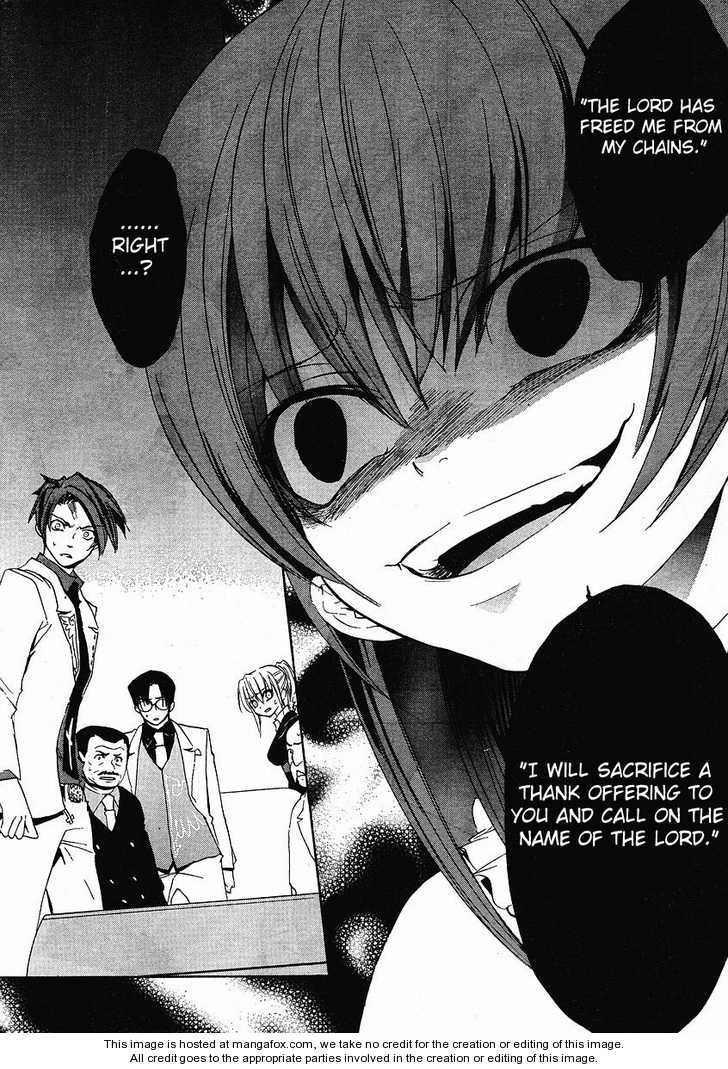 "THE LORD HAS
FREED ME FROM
MY CHAINS."
......
RIGHT
...?
"I WILL SACRIFICE A
THANK OFFERING TO
YOU AND CALL ON THE
NAME OF THE LORD."
This image is hosted at mangafox.com, we take no credit for the creation or editing of this image.
All credit goes to the appropriate parties involved in the creation or editing of this image.